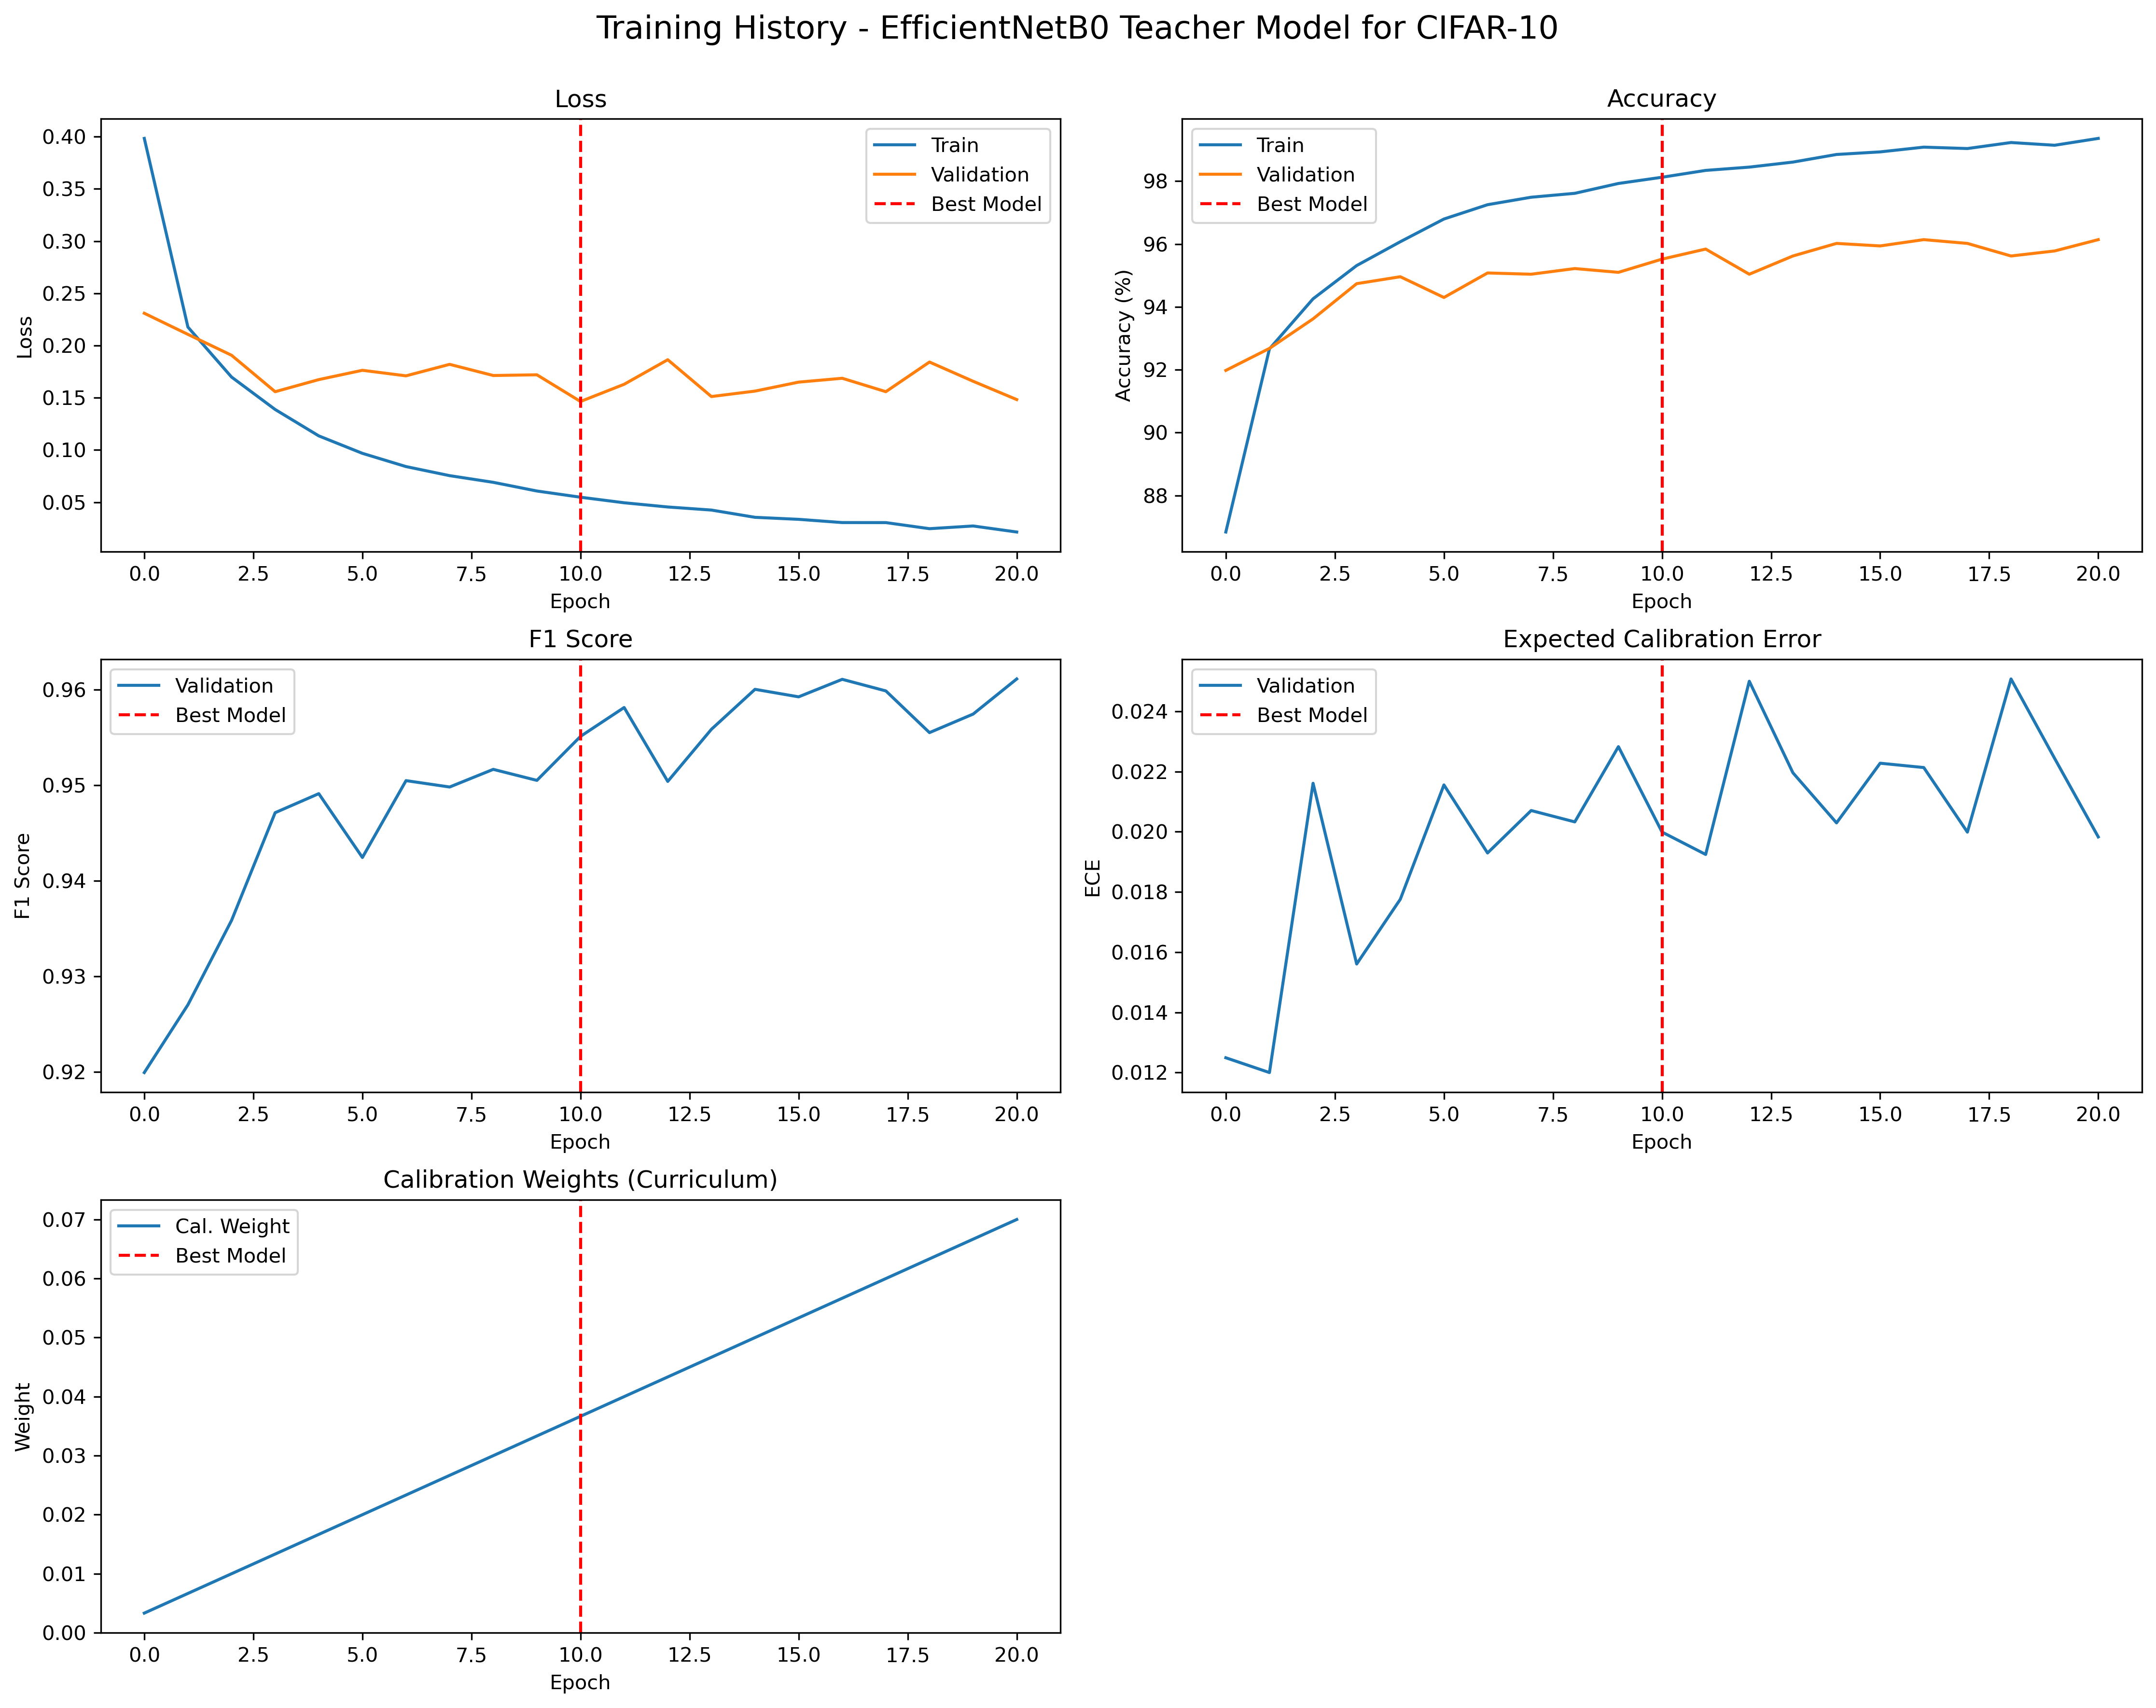 Training History - EfficientNetB0 Teacher Model for CIFAR-10
Loss
Train
Validation
Best Model
0.40
0.35
0.30
0.25
0.20
0.15
0.10
0.05
Loss
0.0 2.5 5.0 7.5 10.0 12.5 15.0 17.5 20.0
Epoch
Accuracy
Train
Validation
Best Model
98
96
94
92
90
88
Accuracy (%)
0.0 2.5 5.0 7.5 10.0 12.5 15.0 17.5 20.0
Epoch
F1 Score
Validation
Best Model
0.96
0.95
0.94
0.93
0.92
F1 Score
0.0 2.5 5.0 7.5 10.0 12.5 15.0 17.5 20.0
Epoch
Expected Calibration Error
Validation
Best Model
0.024
0.022
0.020
0.018
0.016
0.014
0.012
ECE
0.0 2.5 5.0 7.5 10.0 12.5 15.0 17.5 20.0
Epoch
Calibration Weights (Curriculum)
Cal. Weight
Best Model
0.07
0.06
0.05
0.04
0.03
0.02
0.01
0.00
Weight
0.0 2.5 5.0 7.5 10.0 12.5 15.0 17.5 20.0
Epoch